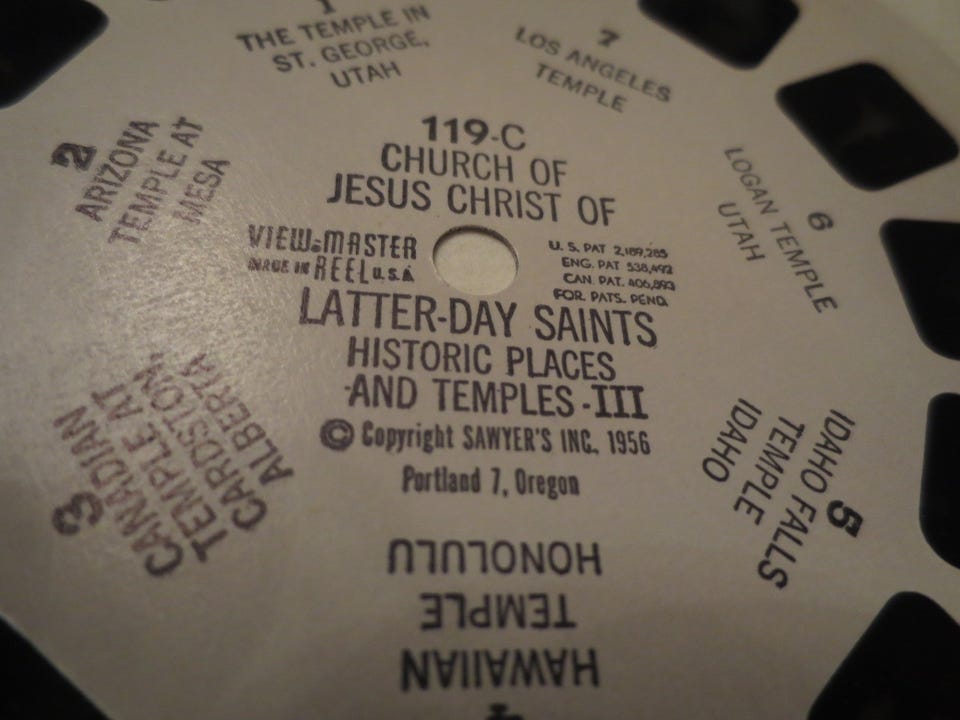 1
THE TEMPLE IN
ST. GEORGE,
UTAH
7
LOS ANGELES
TEMPLE
2
ARIZONA
TEMPLE AT
MESA
119-C
CHURCH OF
JESUS CHRIST OF
VIEW-MASTER
MADE IN REEL U.S.A.
U. S. PAT 2,189,285
ENG. PAT 538,492
CAN. PAT. 406,893
FOR. PATS. PEND.
LATTER-DAY SAINTS
HISTORIC PLACES
AND TEMPLES - III
© Copyright SAWYER'S INC., 1956
Portland 7, Oregon
6
LOGAN TEMPLE
UTAH
3
CANADIAN
TEMPLE AT
CARDSTON
ALBERTA
5
IDAHO FALLS
TEMPLE
IDAHO
4
HAWAIIAN
TEMPLE
HONOLULU